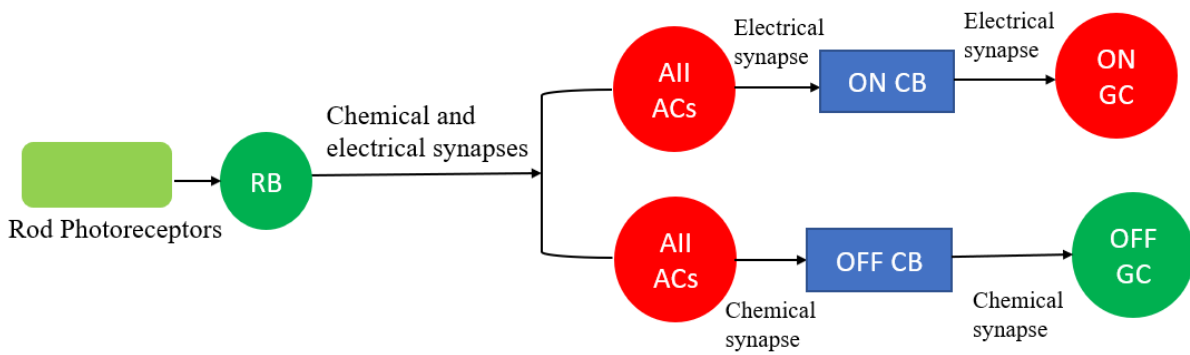 Rod Photoreceptors
RB
Chemical and
electrical synapses
AII
ACs
Electrical
synapse
ON CB
Electrical
synapse
ON
GC
AII
ACs
Chemical
synapse
OFF CB
Chemical
synapse
OFF
GC